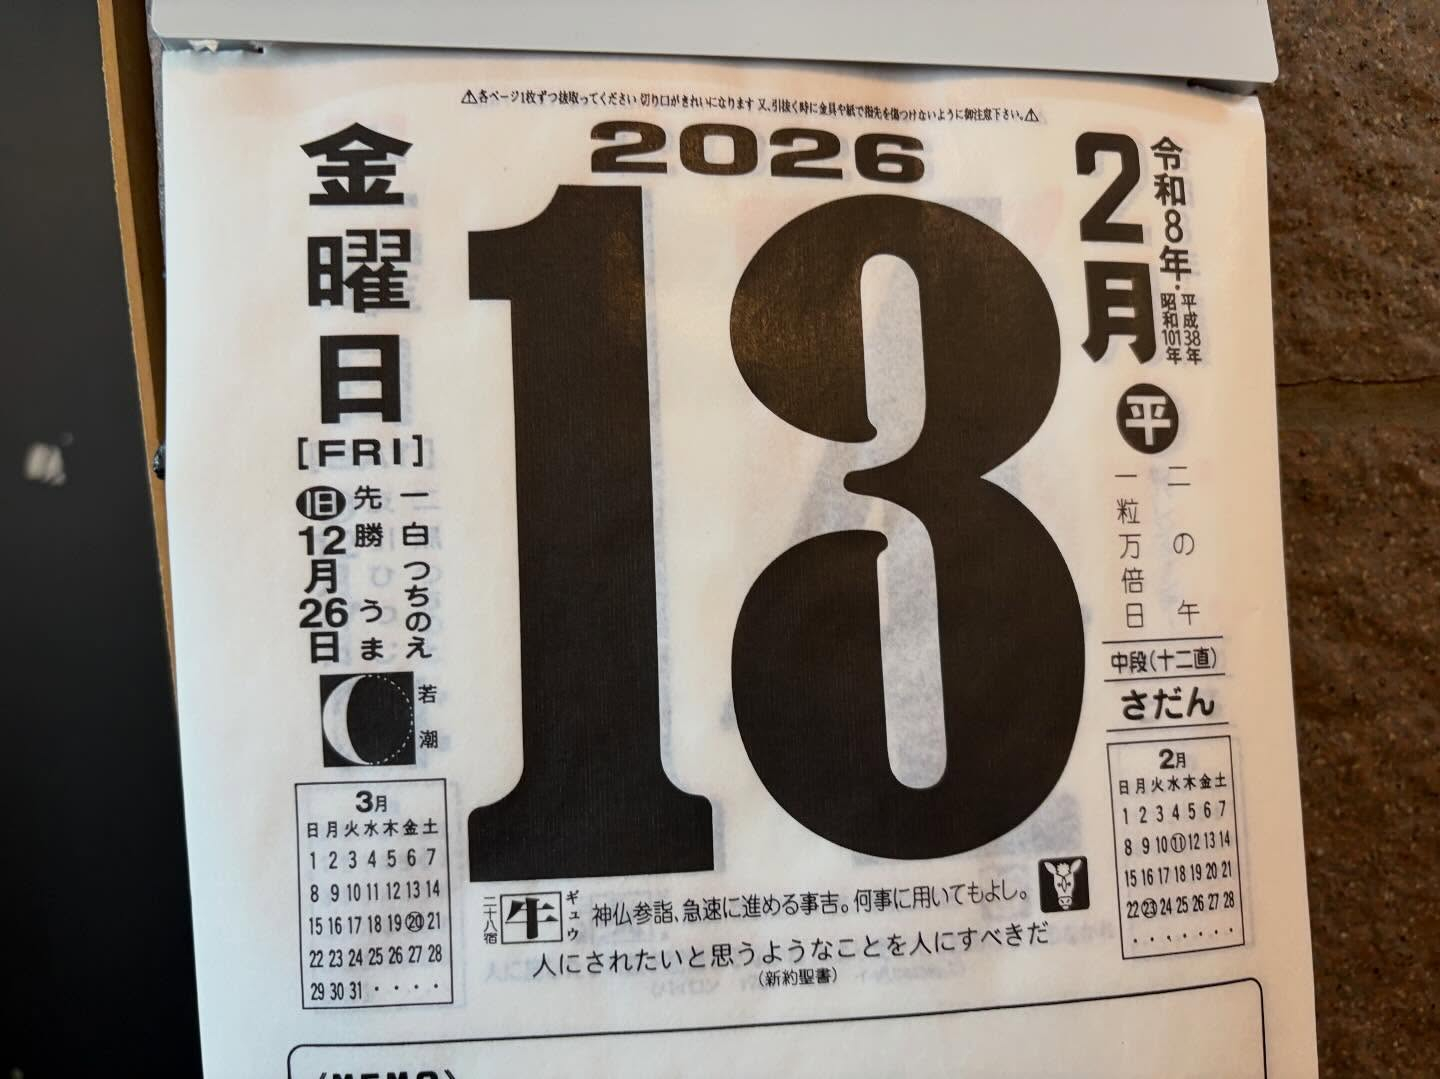 ⚠各ページ1枚ずつ抜取ってください 切り口がきれいになります 又、引抜く時に金具や紙で指先を傷つけないように御注意下さい。⚠
2026
13
2月
令和8年・平成38年
昭和101年
平
二の午
一粒万倍日
中段(十二直)
さだん
金曜日
[FRI]
一白つちのえ
先勝うま
旧12月26日
若潮
3月
日 月 火 水 木 金 土
1 2 3 4 5 6 7
8 9 10 11 12 13 14
15 16 17 18 19 20 21
22 23 24 25 26 27 28
29 30 31 ・ ・ ・ ・
2月
日 月 火 水 木 金 土
1 2 3 4 5 6 7
8 9 10 11 12 13 14
15 16 17 18 19 20 21
22 23 24 25 26 27 28
・ ・ ・ ・ ・ ・ ・
二十八宿
牛
ギュウ
神仏参詣、急速に進める事吉。何事に用いてもよし。
人にされたいと思うようなことを人にすべきだ
(新約聖書)
《MEMO》